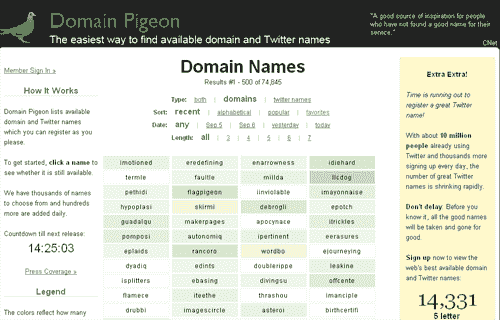 Domain Pigeon
The easiest way to find available domain and Twitter names
"A good source of inspiration for people
who have not found a good name for their
service."
CNet
Member Sign In »
How It Works
Domain Pigeon lists available
domain and Twitter names
which you can register as you
please.
To get started, click a name to
see whether it is still available.
We have thousands of names
to choose from and hundreds
more are added daily.
Countdown till next release:
14:25:03
Press Coverage »
Legend
The colors reflect how many
Domain Names
Results #1 - 500 of 74,845
Type: both | domains | twitter names
Sort: recent | alphabetical | popular | favorites
Date: any | Sep 5 | Sep 6 | yesterday | today
Length: all | 3 | 4 | 5 | 6 | 7
imotioned eredefining enarrowness idiehard
termle faultle millda ficdog
pethidi flagpigeon iinviolable imayonnaise
hypoplasi skirmii debrogli epotch
guadalqu makerpages apocynace itrickles
pomposi autonomiq ipertinent eerasures
eplaids rancoro wordbo ejourneying
dyadiq edints doublerippe leakina
isplitters ebasing divingsu offcente
flamece iteethe thrashou imanciple
drubbi imagescircle asteroi birthcertifi
Extra Extra!
Time is running out to
register a great Twitter
name!
With about 10 million
people already using
Twitter and thousands more
signing up every day, the
number of great Twitter
names is shrinking rapidly.
Don't delay. Before you
know it, all the good names
will be taken and gone for
good.
Sign up now to view the
web's best available domain
and Twitter names:
14,331
5 letter